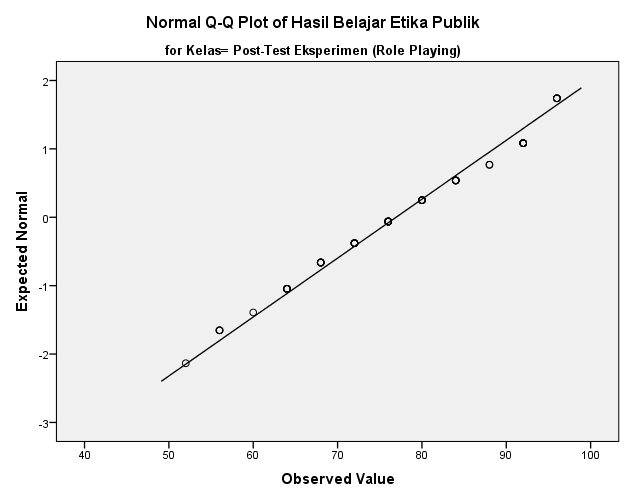 Normal Q-Q Plot of Hasil Belajar Etika Publik
for Kelas= Post-Test Eksperimen (Role Playing)
Expected Normal
2
1
0
-1
-2
-3
40 50 60 70 80 90 100
Observed Value